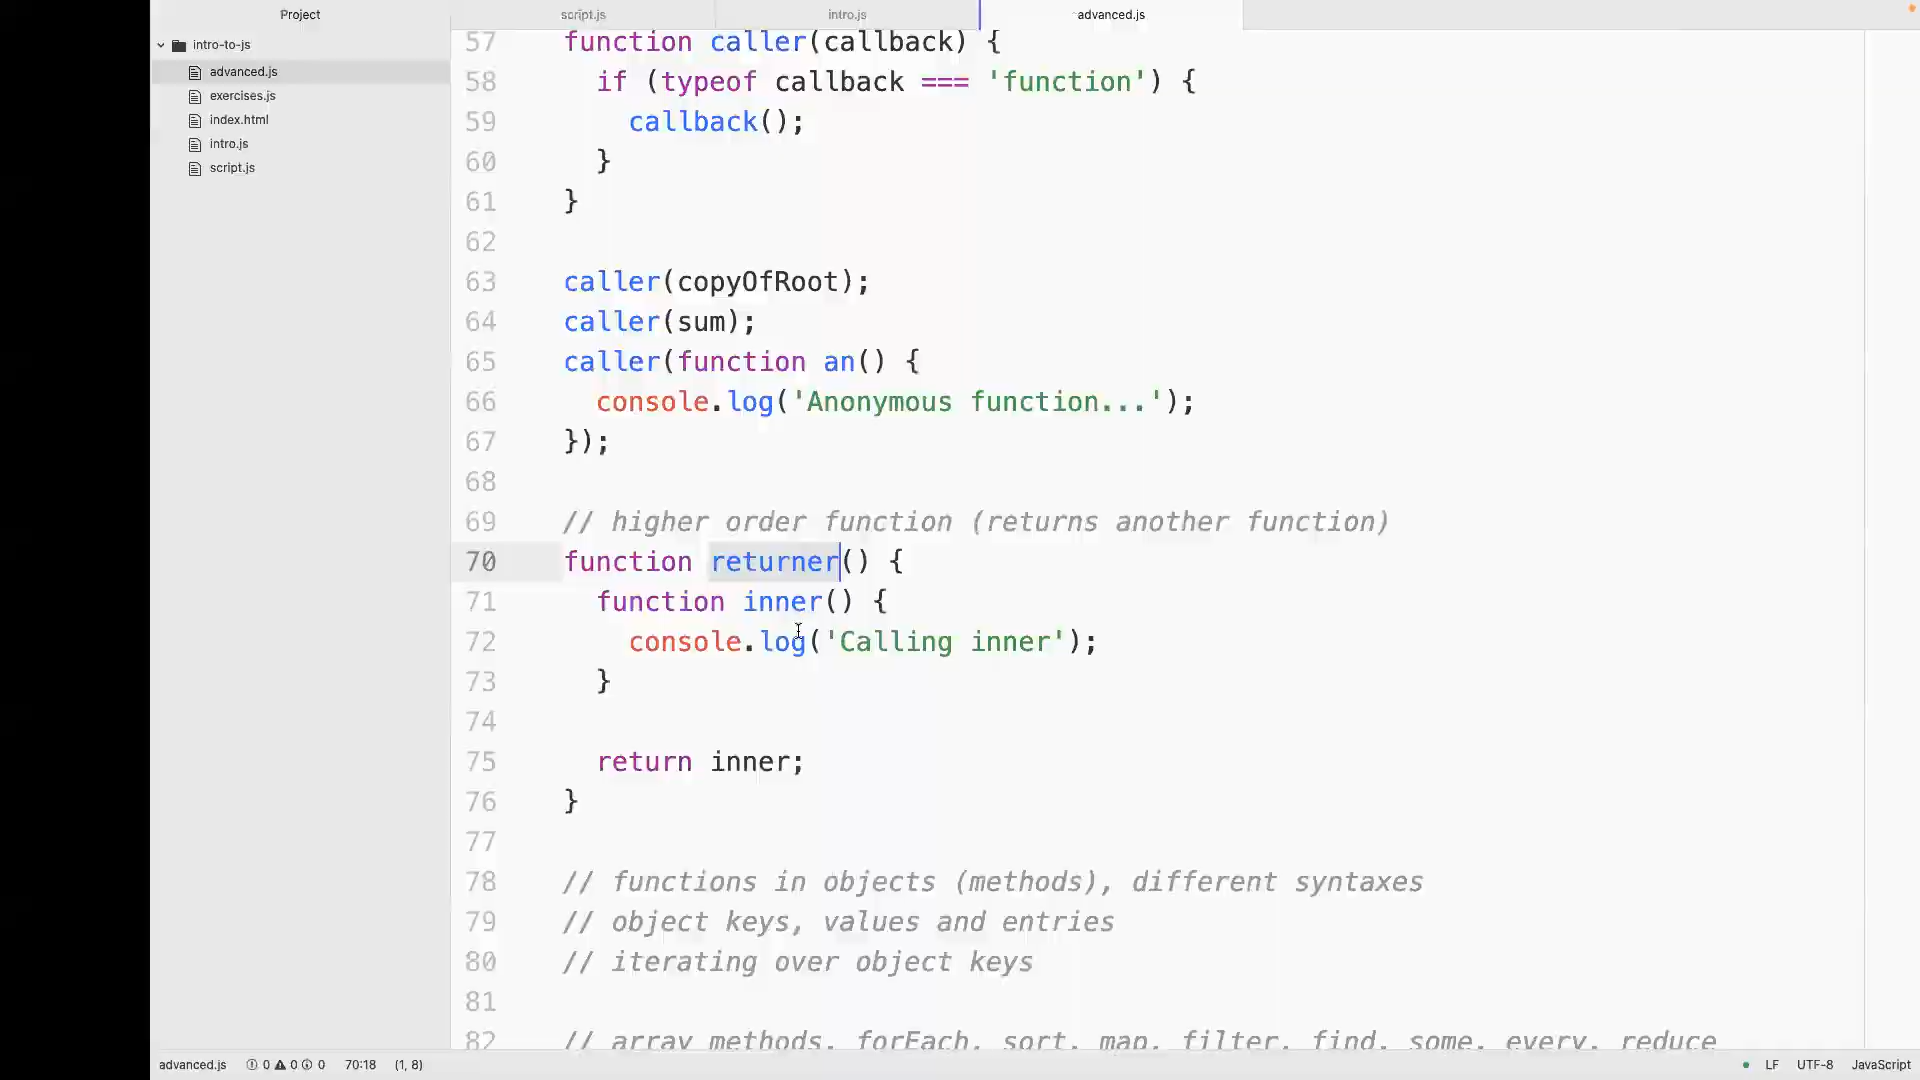 Project
script.js
intro.js
advanced.js
intro-to-js
advanced.js
exercises.js
index.html
intro.js
script.js
57 function caller(callback) {
58 if (typeof callback === 'function') {
59 callback();
60 }
61 }
62
63 caller(copyOfRoot);
64 caller(sum);
65 caller(function an() {
66 console.log('Anonymous function...');
67 });
68
69 // higher order function (returns another function)
70 function returner() {
71 function inner() {
72 console.log('Calling inner');
73 }
74
75 return inner;
76 }
77
78 // functions in objects (methods), different syntaxes
79 // object keys, values and entries
80 // iterating over object keys
81
82 // array methods, forEach, sort, map, filter, find, some, every, reduce
advanced.js 0 0 0 70:18 (1, 8) LF UTF-8 JavaScript